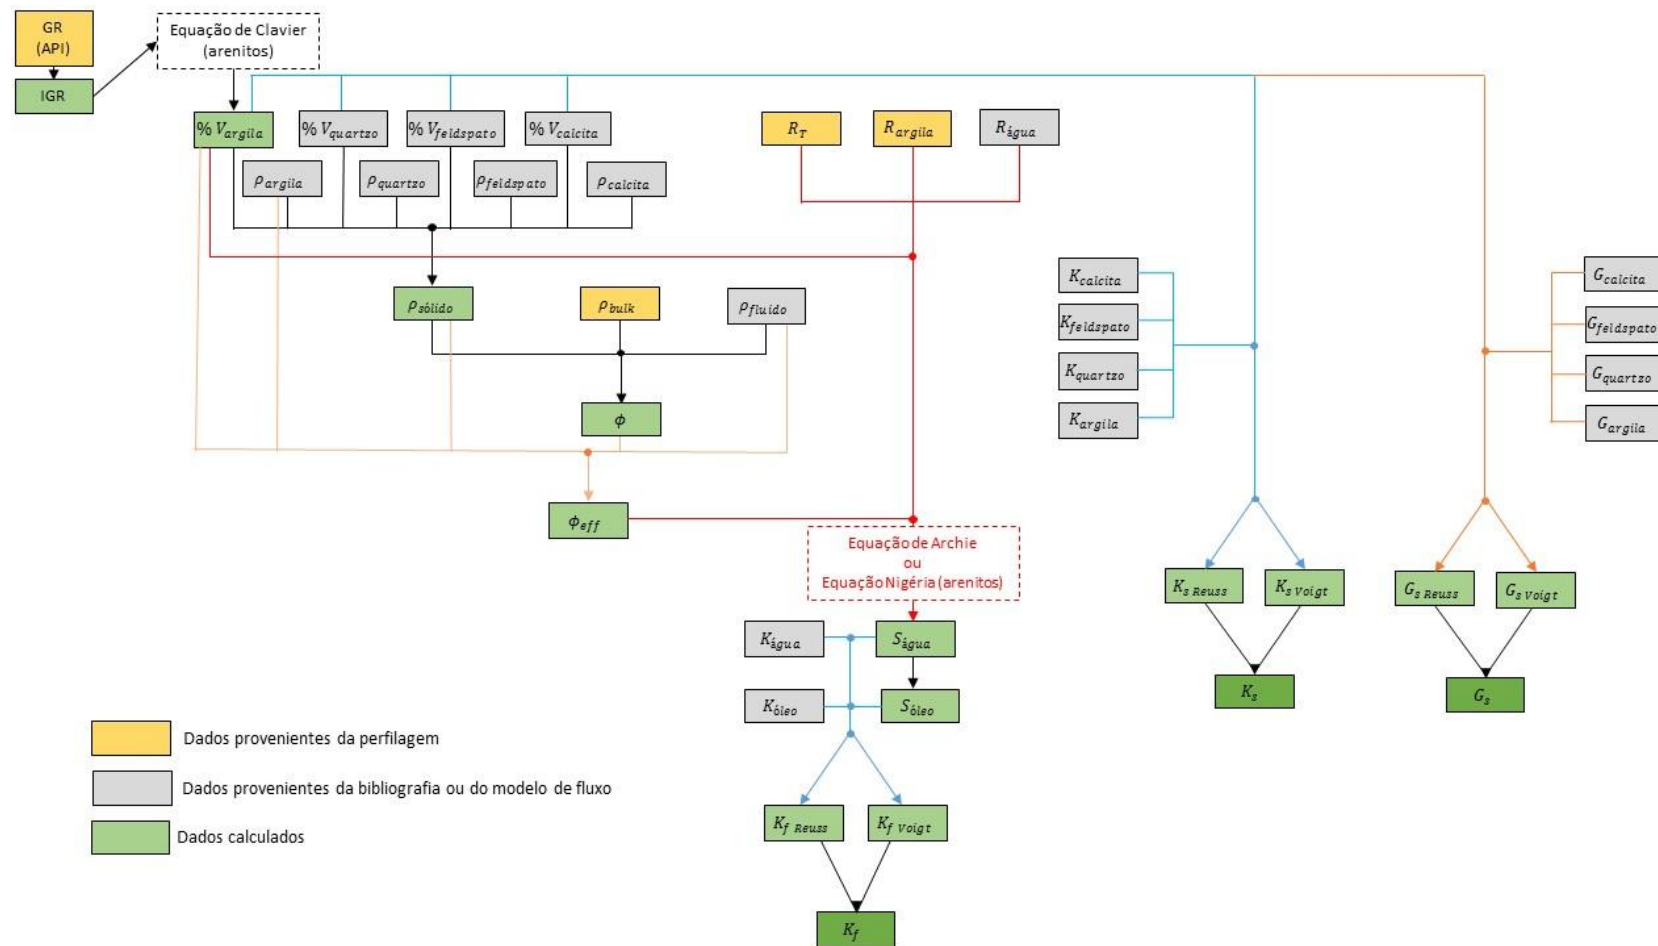 GR
(API)
IGR
Equação de Clavier
(arenitos)
% V_argila
% V_quartzo
% V_feldspato
% V_calcita
R_T
R_argila
R_água
ρ_argila
ρ_quartzo
ρ_feldspato
ρ_calcita
ρ_sólido
ρ_bulk
ρ_fluido
ϕ
ϕ_eff
K_calcita
K_feldspato
K_quartzo
K_argila
G_calcita
G_feldspato
G_quartzo
G_argila
Equação de Archie
ou
Equação Nigéria (arenitos)
K_água
S_água
K_óleo
S_óleo
K_f Reuss
K_f Voigt
K_f
K_s Reuss
K_s Voigt
K_s
G_s Reuss
G_s Voigt
G_s
Dados provenientes da perfilagem
Dados provenientes da bibliografia ou do modelo de fluxo
Dados calculados